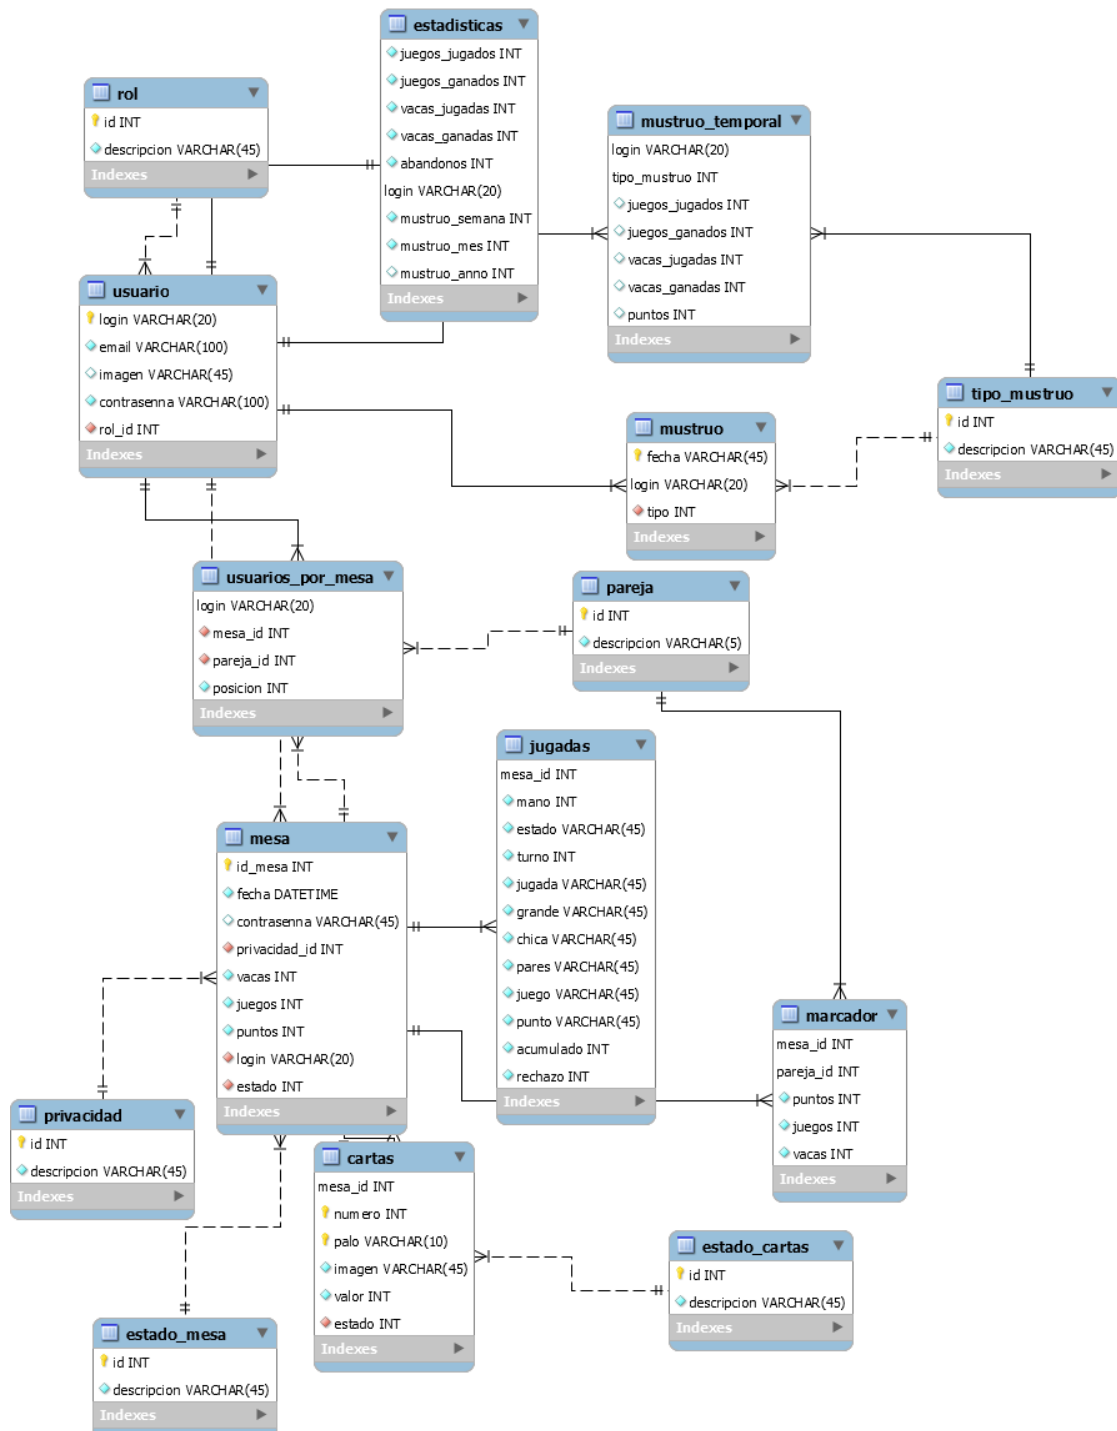 estadisticas
juegos_jugados INT
juegos_ganados INT
vacas_jugadas INT
vacas_ganadas INT
abandonos INT
login VARCHAR(20)
mustruo_semana INT
mustruo_mes INT
mustruo_anno INT
Indexes
rol
id INT
descripcion VARCHAR(45)
Indexes
mustruo_temporal
login VARCHAR(20)
tipo_mustruo INT
juegos_jugados INT
juegos_ganados INT
vacas_jugadas INT
vacas_ganadas INT
puntos INT
Indexes
usuario
login VARCHAR(20)
email VARCHAR(100)
imagen VARCHAR(45)
contrasenna VARCHAR(100)
rol_id INT
Indexes
tipo_mustruo
id INT
descripcion VARCHAR(45)
Indexes
mustruo
fecha VARCHAR(45)
login VARCHAR(20)
tipo INT
Indexes
usuarios_por_mesa
login VARCHAR(20)
mesa_id INT
pareja_id INT
posicion INT
Indexes
pareja
id INT
descripcion VARCHAR(5)
Indexes
jugadas
mesa_id INT
mano INT
estado VARCHAR(45)
turno INT
jugada VARCHAR(45)
grande VARCHAR(45)
chica VARCHAR(45)
pares VARCHAR(45)
juego VARCHAR(45)
punto VARCHAR(45)
acumulado INT
rechazo INT
Indexes
mesa
id_mesa INT
fecha DATETIME
contrasenna VARCHAR(45)
privacidad_id INT
vacas INT
juegos INT
puntos INT
login VARCHAR(20)
estado INT
Indexes
marcador
mesa_id INT
pareja_id INT
puntos INT
juegos INT
vacas INT
Indexes
privacidad
id INT
descripcion VARCHAR(45)
Indexes
cartas
mesa_id INT
numero INT
palo VARCHAR(10)
imagen VARCHAR(45)
valor INT
estado INT
Indexes
estado_cartas
id INT
descripcion VARCHAR(45)
Indexes
estado_mesa
id INT
descripcion VARCHAR(45)
Indexes